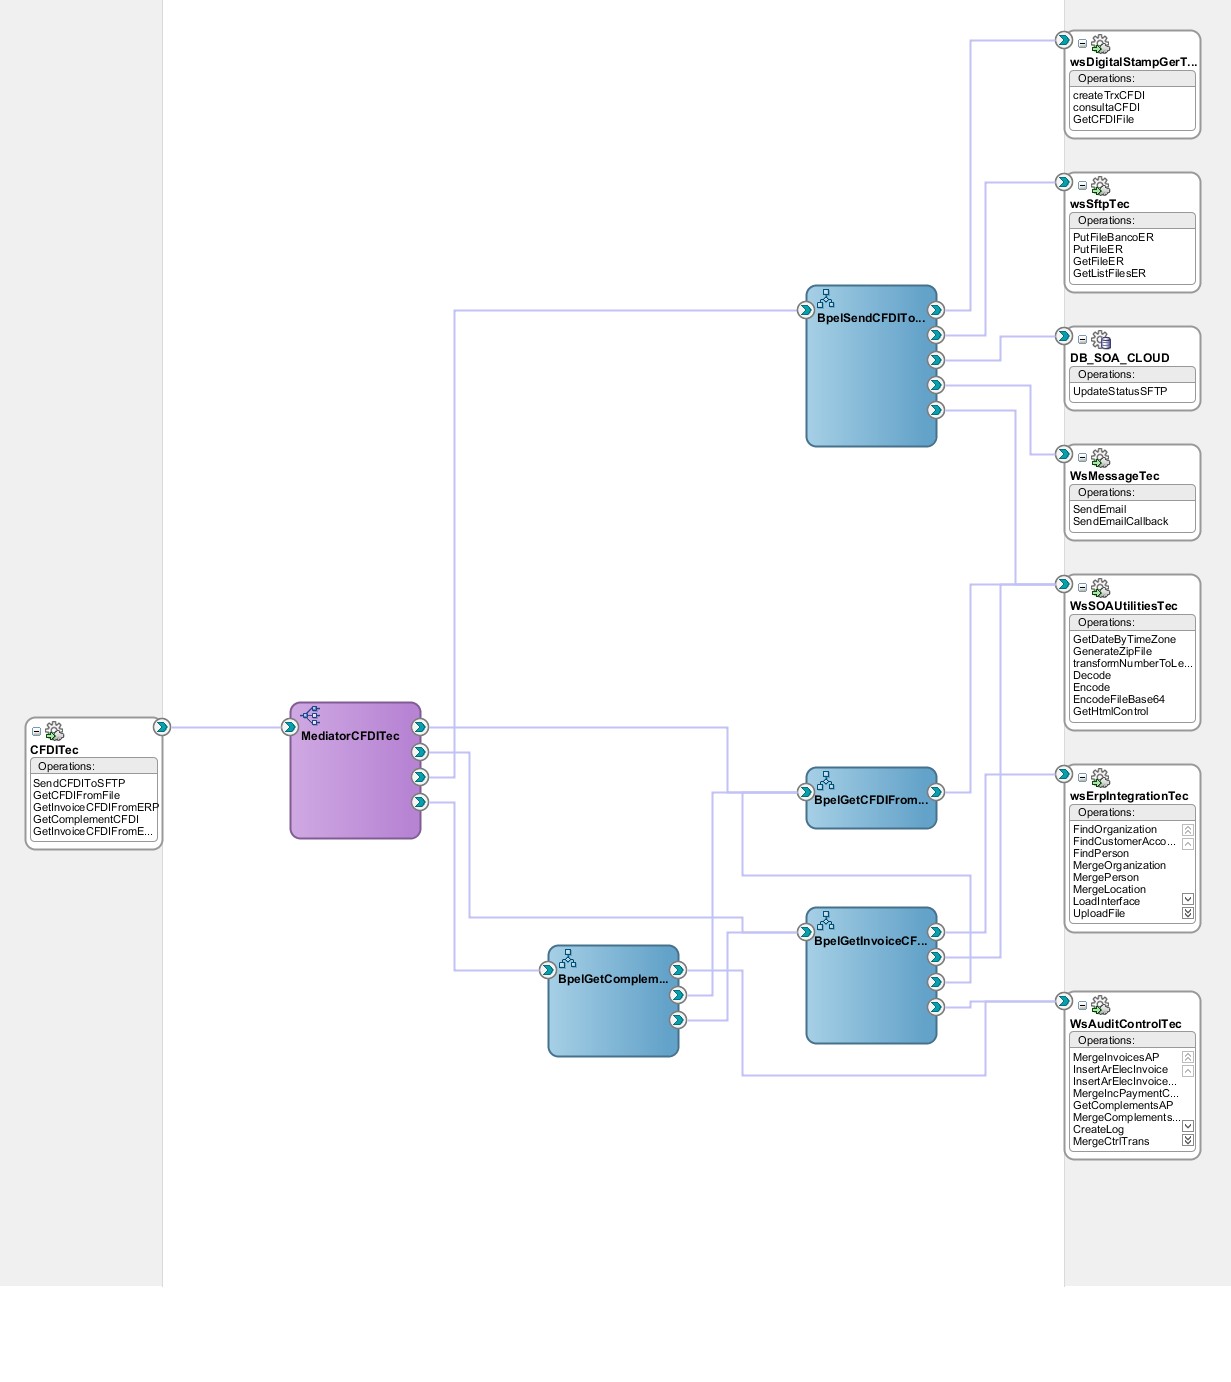 CFDITec
Operations:
SendCFDIToSFTP
GetCFDIFromFile
GetInvoiceCFDIFromERP
GetComplementCFDI
GetInvoiceCFDIFromE...
MediatorCFDITec
BpelSendCFDITo...
BpelGetCFDIFrom...
BpelGetInvoiceCF...
BpelGetComplem...
wsDigitalStampGerT...
Operations:
createTrxCFDI
consultaCFDI
GetCFDIFile
wsSftpTec
Operations:
PutFileBancoER
PutFileER
GetFileER
GetListFilesER
DB_SOA_CLOUD
Operations:
UpdateStatusSFTP
WsMessageTec
Operations:
SendEmail
SendEmailCallback
WsSOAUtilitiesTec
Operations:
GetDateByTimeZone
GenerateZipFile
transformNumberToLe...
Decode
Encode
EncodeFileBase64
GetHtmlControl
wsErpIntegrationTec
Operations:
FindOrganization
FindCustomerAcco...
FindPerson
MergeOrganization
MergePerson
MergeLocation
LoadInterface
UploadFile
WsAuditControlTec
Operations:
MergeInvoicesAP
InsertArElecInvoice
InsertArElecInvoice...
MergeIncPaymentC...
GetComplementsAP
MergeComplements...
CreateLog
MergeCtrlTrans